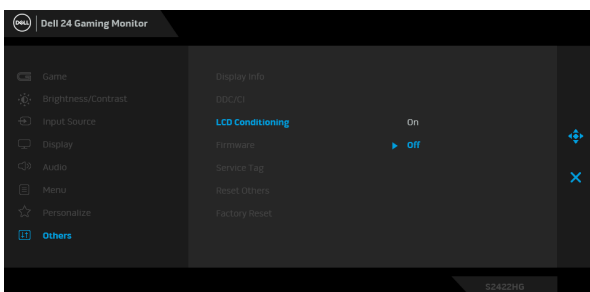 DELL Dell 24 Gaming Monitor
Game Display Info
Brightness/Contrast DDC/CI
Input Source LCD Conditioning On
Display Firmware Off
Audio Service Tag
Menu Reset Others
Personalize Factory Reset
Others
S2422HG